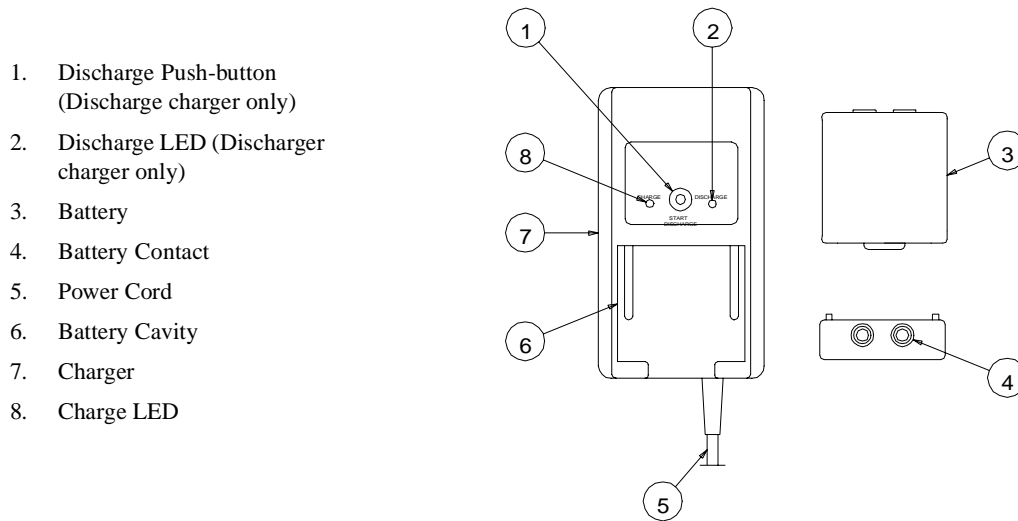 1. Discharge Push-button
(Discharge charger only)
2. Discharge LED (Discharger
charger only)
3. Battery
4. Battery Contact
5. Power Cord
6. Battery Cavity
7. Charger
8. Charge LED
1
2
8
3
CHARGE
DISCHARGE
START
DISCHARGE
7
6
4
5